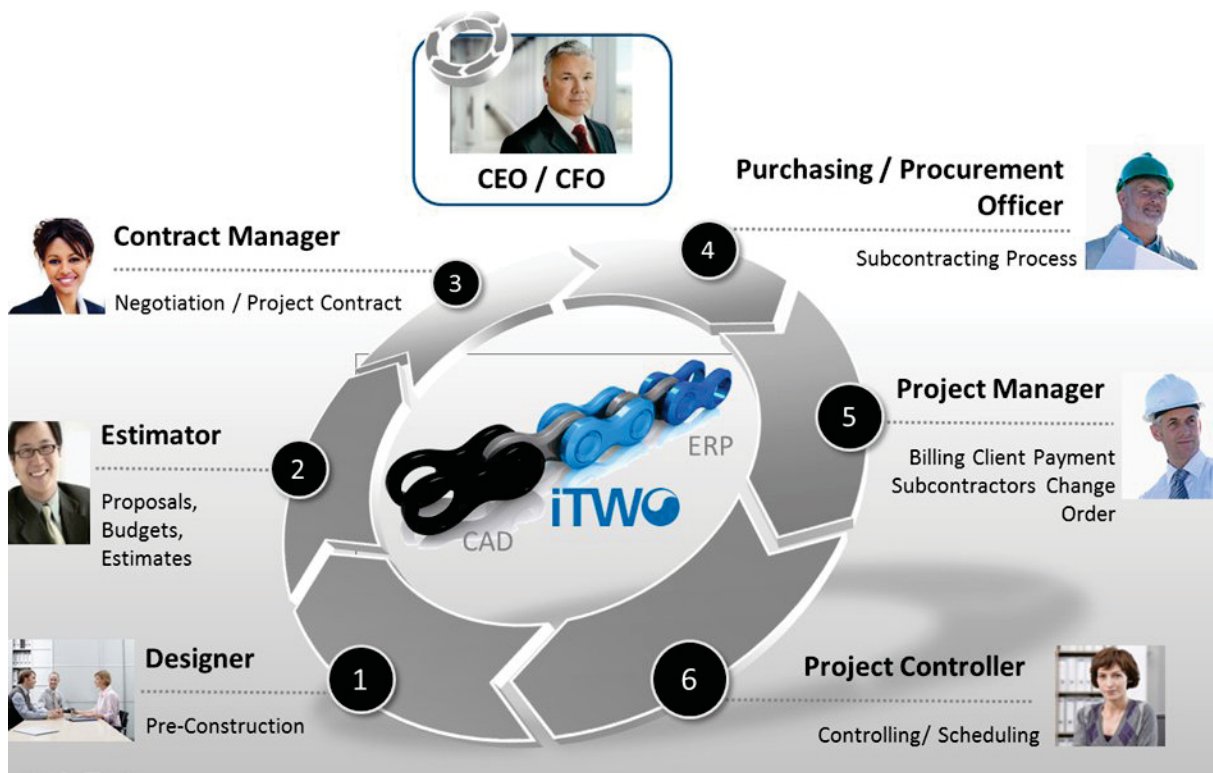 CEO / CFO
Purchasing / Procurement
Officer
Subcontracting Process
4
Contract Manager
Negotiation / Project Contract
3
Project Manager
Billing Client Payment
Subcontractors Change
Order
5
Estimator
Proposals,
Budgets,
Estimates
2
ERP
iTWO
CAD
Designer
Pre-Construction
1
6
Project Controller
Controlling/ Scheduling